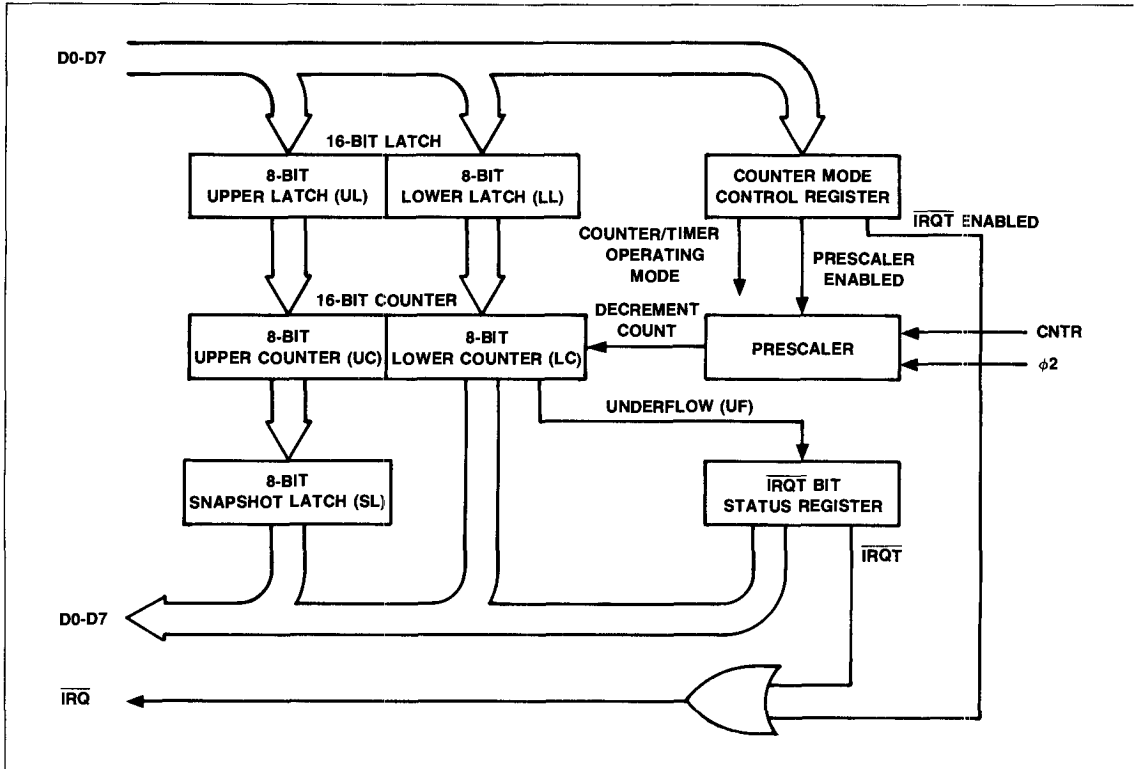 D0-D7
16-BIT LATCH
8-BIT
UPPER LATCH (UL)
8-BIT
LOWER LATCH (LL)
COUNTER MODE
CONTROL REGISTER
IRQT ENABLED
COUNTER/TIMER
OPERATING
MODE
PRESCALER
ENABLED
16-BIT COUNTER
8-BIT
UPPER COUNTER (UC)
8-BIT
LOWER COUNTER (LC)
DECREMENT
COUNT
PRESCALER
CNTR
ϕ2
UNDERFLOW (UF)
8-BIT
SNAPSHOT LATCH (SL)
IRQT BIT
STATUS REGISTER
IRQT
D0-D7
IRQ